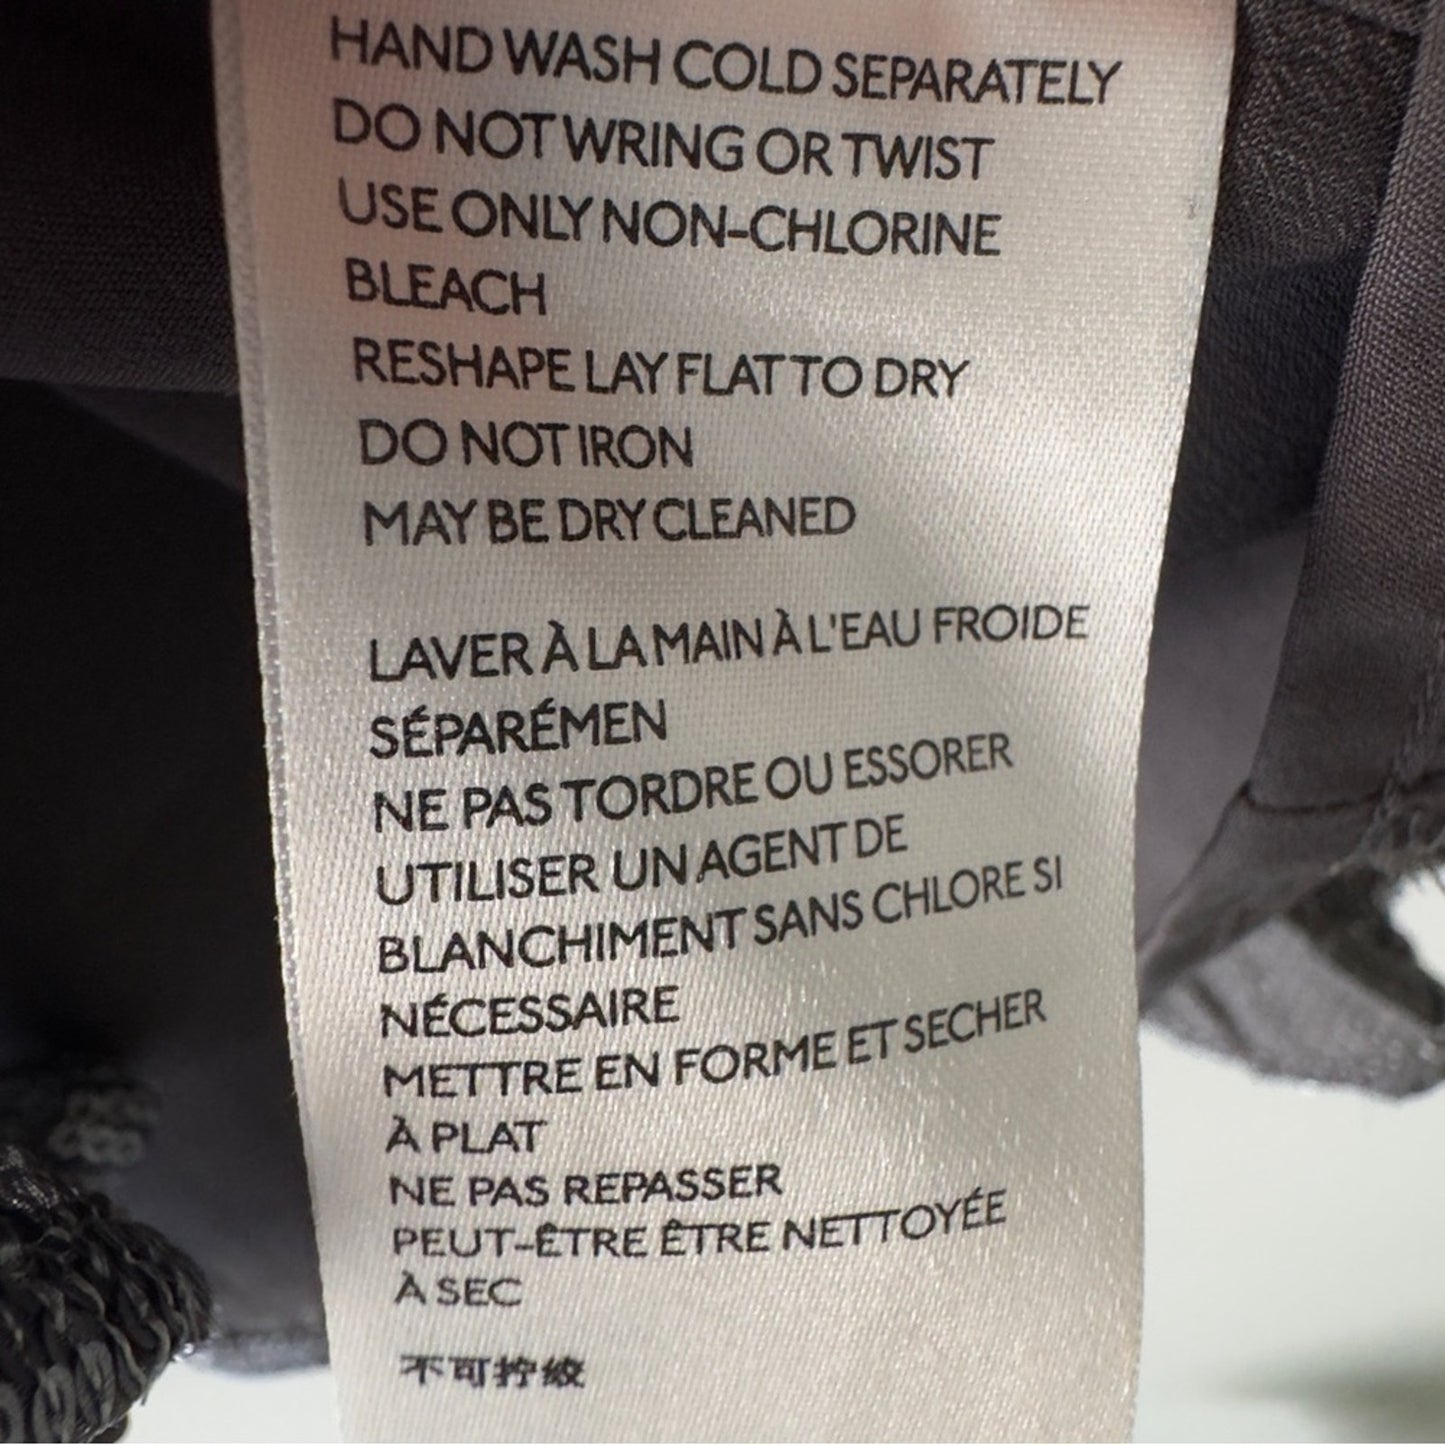 HAND WASH COLD SEPARATELY
DO NOT WRING OR TWIST
USE ONLY NON-CHLORINE
BLEACH
RESHAPE LAY FLAT TO DRY
DO NOT IRON
MAY BE DRY CLEANED
LAVER À LA MAIN À L'EAU FROIDE
SÉPARÉMEN
NE PAS TORDRE OU ESSORER
UTILISER UN AGENT DE
BLANCHIMENT SANS CHLORE SI
NÉCESSAIRE
METTRE EN FORME ET SECHER
À PLAT
NE PAS REPASSER
PEUT-ÊTRE ÊTRE NETTOYÉE
À SEC
不可拧绞